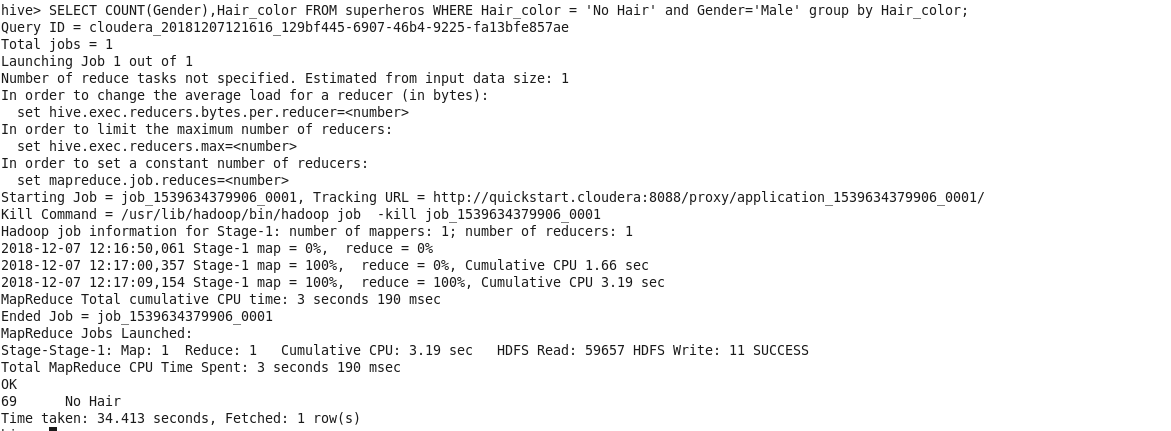 hive> SELECT COUNT(Gender),Hair_color FROM superheros WHERE Hair_color = 'No Hair' and Gender='Male' group by Hair_color;
Query ID = cloudera_20181207121616_129bf445-6907-46b4-9225-fa13bfe857ae
Total jobs = 1
Launching Job 1 out of 1
Number of reduce tasks not specified. Estimated from input data size: 1
In order to change the average load for a reducer (in bytes):
  set hive.exec.reducers.bytes.per.reducer=<number>
In order to limit the maximum number of reducers:
  set hive.exec.reducers.max=<number>
In order to set a constant number of reducers:
  set mapreduce.job.reduces=<number>
Starting Job = job_1539634379906_0001, Tracking URL = http://quickstart.cloudera:8088/proxy/application_1539634379906_0001/
Kill Command = /usr/lib/hadoop/bin/hadoop job  -kill job_1539634379906_0001
Hadoop job information for Stage-1: number of mappers: 1; number of reducers: 1
2018-12-07 12:16:50,061 Stage-1 map = 0%,  reduce = 0%
2018-12-07 12:17:00,357 Stage-1 map = 100%,  reduce = 0%, Cumulative CPU 1.66 sec
2018-12-07 12:17:09,154 Stage-1 map = 100%,  reduce = 100%, Cumulative CPU 3.19 sec
MapReduce Total cumulative CPU time: 3 seconds 190 msec
Ended Job = job_1539634379906_0001
MapReduce Jobs Launched:
Stage-Stage-1: Map: 1  Reduce: 1   Cumulative CPU: 3.19 sec   HDFS Read: 59657 HDFS Write: 11 SUCCESS
Total MapReduce CPU Time Spent: 3 seconds 190 msec
OK
69      No Hair
Time taken: 34.413 seconds, Fetched: 1 row(s)